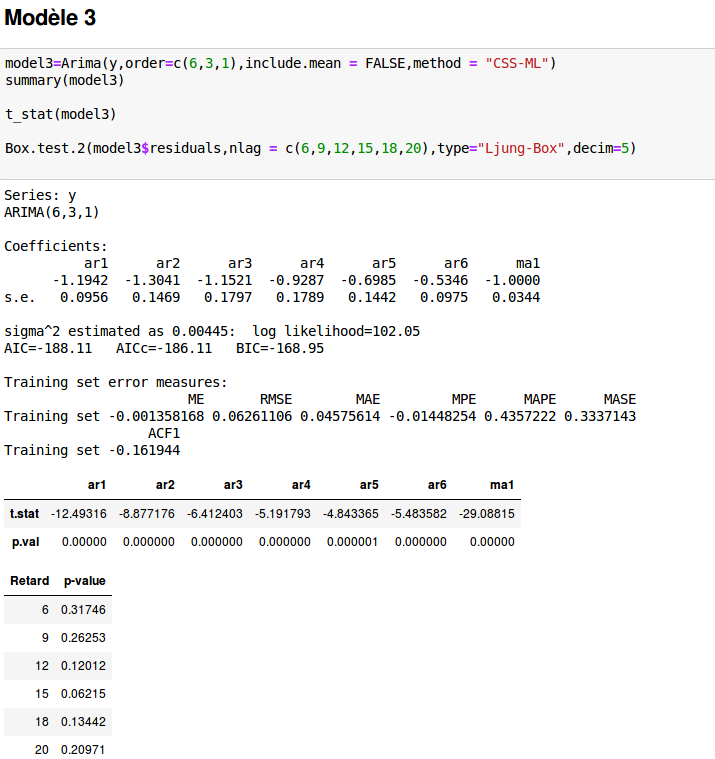 Modèle 3
model3=Arima(y,order=c(6,3,1),include.mean = FALSE,method = "CSS-ML")
summary(model3)
t_stat(model3)
Box.test.2(model3$residuals,nlag = c(6,9,12,15,18,20),type="Ljung-Box",decim=5)
Series: y
ARIMA(6,3,1)
Coefficients:
ar1 ar2 ar3 ar4 ar5 ar6 ma1
-1.1942 -1.3041 -1.1521 -0.9287 -0.6985 -0.5346 -1.0000
s.e. 0.0956 0.1469 0.1797 0.1789 0.1442 0.0975 0.0344
sigma^2 estimated as 0.00445: log likelihood=102.05
AIC=-188.11 AICc=-186.11 BIC=-168.95
Training set error measures:
ME RMSE MAE MPE MAPE MASE
Training set -0.001358168 0.06261106 0.04575614 -0.01448254 0.4357222 0.3337143
ACF1
Training set -0.161944
ar1 ar2 ar3 ar4 ar5 ar6 ma1
t.stat -12.49316 -8.877176 -6.412403 -5.191793 -4.843365 -5.483582 -29.08815
p.val 0.00000 0.000000 0.000000 0.000000 0.000001 0.000000 0.00000
Retard p-value
6 0.31746
9 0.26253
12 0.12012
15 0.06215
18 0.13442
20 0.20971